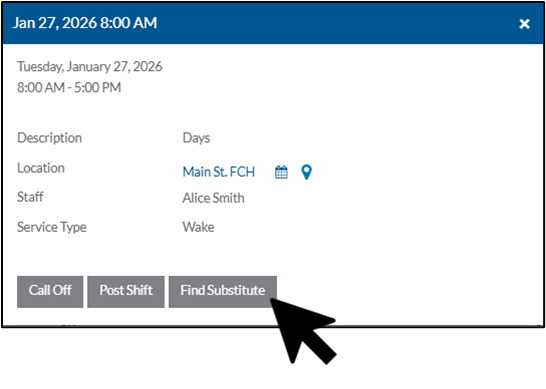 Jan 27, 2026 8:00 AM ×
Tuesday, January 27, 2026
8:00 AM - 5:00 PM
Description Days
Location Main St. FCH
Staff Alice Smith
Service Type Wake
Call Off Post Shift Find Substitute